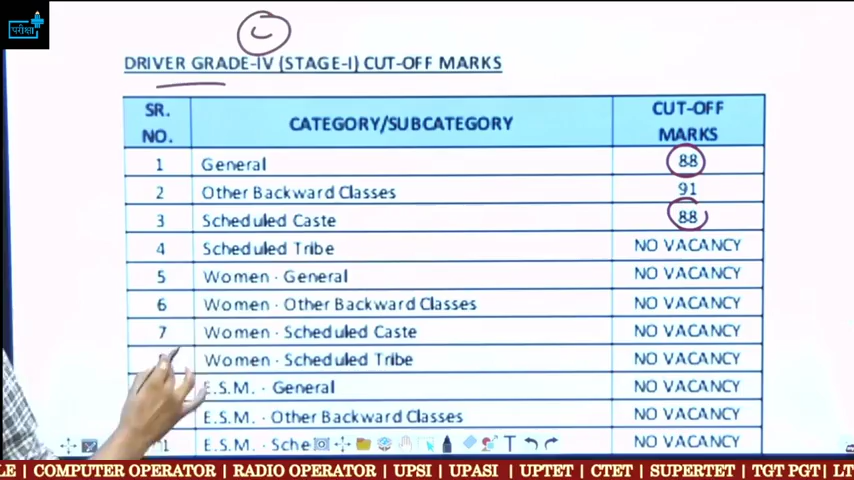 परीक्षा
DRIVER GRADE-IV (STAGE-I) CUT-OFF MARKS
SR. NO. CATEGORY/SUBCATEGORY CUT-OFF MARKS
1 General 88
2 Other Backward Classes 91
3 Scheduled Caste 88
4 Scheduled Tribe NO VACANCY
5 Women - General NO VACANCY
6 Women - Other Backward Classes NO VACANCY
7 Women - Scheduled Caste NO VACANCY
Women - Scheduled Tribe NO VACANCY
E.S.M. - General NO VACANCY
E.S.M. - Other Backward Classes NO VACANCY
E.S.M. - Sche NO VACANCY
LE | COMPUTER OPERATOR | RADIO OPERATOR | UPSI | UPASI | UPTET | CTET | SUPERTET | TGT PGT | LT